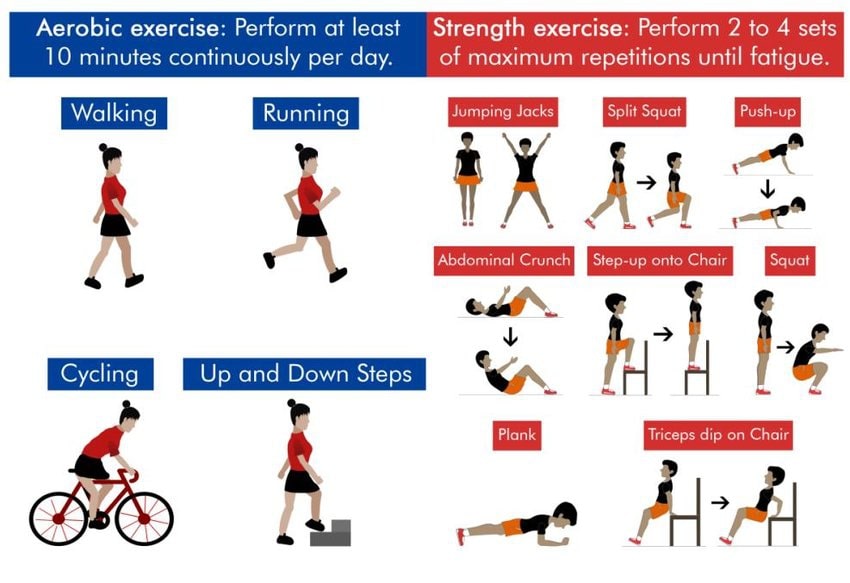 Aerobic exercise: Perform at least
10 minutes continuously per day.
Strength exercise: Perform 2 to 4 sets
of maximum repetitions until fatigue.
Walking
Running
Cycling
Up and Down Steps
Jumping Jacks
Split Squat
Push-up
Abdominal Crunch
Step-up onto Chair
Squat
Plank
Triceps dip on Chair